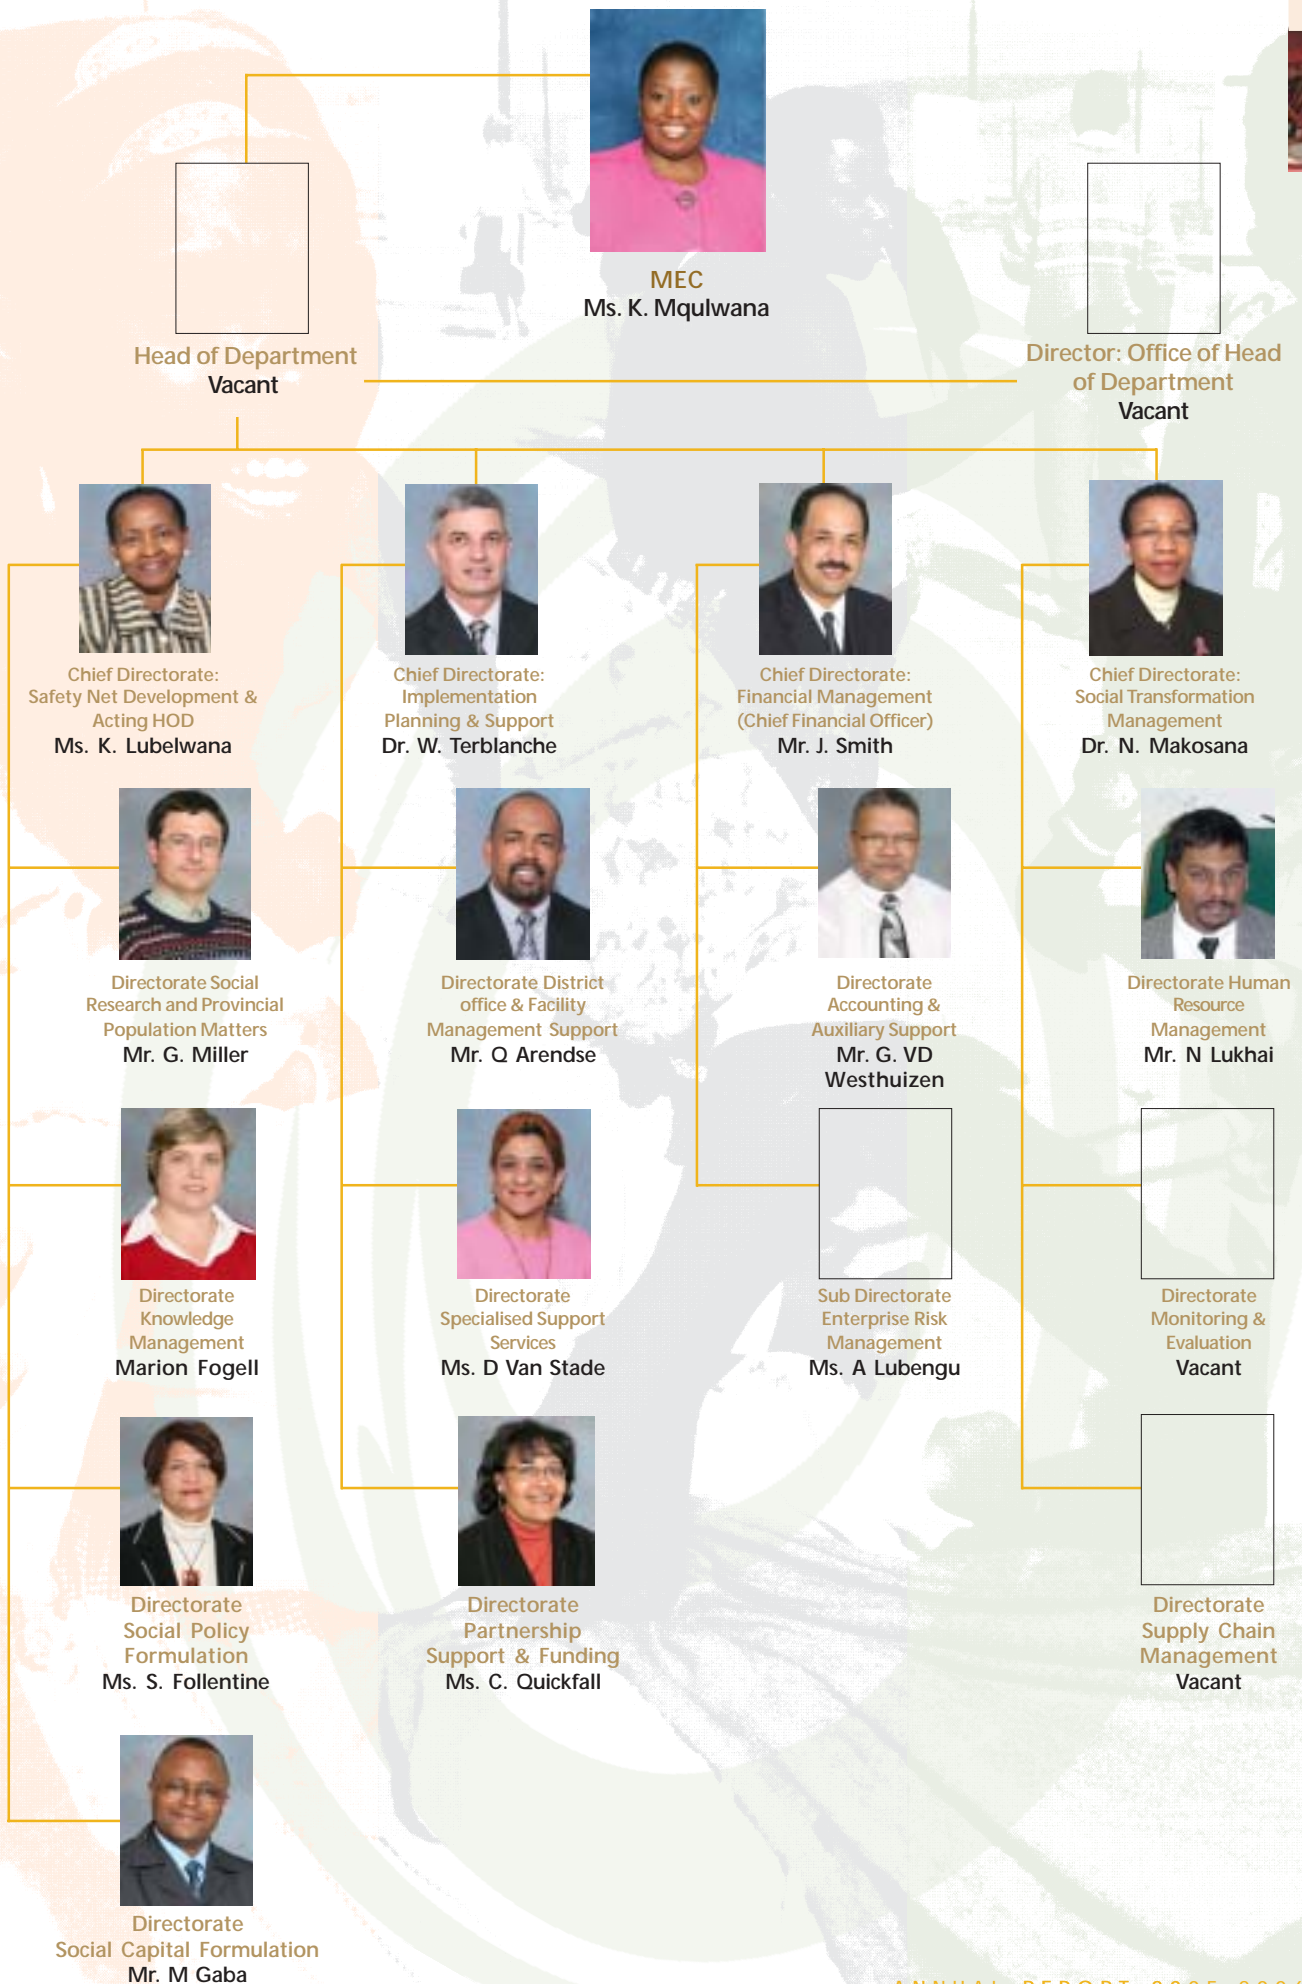 MEC
Ms. K. Mqulwana
Head of Department
Vacant
Director: Office of Head
of Department
Vacant
Chief Directorate:
Safety Net Development &
Acting HOD
Ms. K. Lubelwana
Chief Directorate:
Implementation
Planning & Support
Dr. W. Terblanche
Chief Directorate:
Financial Management
(Chief Financial Officer)
Mr. J. Smith
Chief Directorate:
Social Transformation
Management
Dr. N. Makosana
Directorate Social
Research and Provincial
Population Matters
Mr. G. Miller
Directorate District
office & Facility
Management Support
Mr. Q Arendse
Directorate
Accounting &
Auxiliary Support
Mr. G. VD
Westhuizen
Directorate Human
Resource
Management
Mr. N Lukhai
Directorate
Knowledge
Management
Marion Fogell
Directorate
Specialised Support
Services
Ms. D Van Stade
Sub Directorate
Enterprise Risk
Management
Ms. A Lubengu
Directorate
Monitoring &
Evaluation
Vacant
Directorate
Social Policy
Formulation
Ms. S. Follentine
Directorate
Partnership
Support & Funding
Ms. C. Quickfall
Directorate
Supply Chain
Management
Vacant
Directorate
Social Capital Formulation
Mr. M Gaba
ANNUAL REPORT